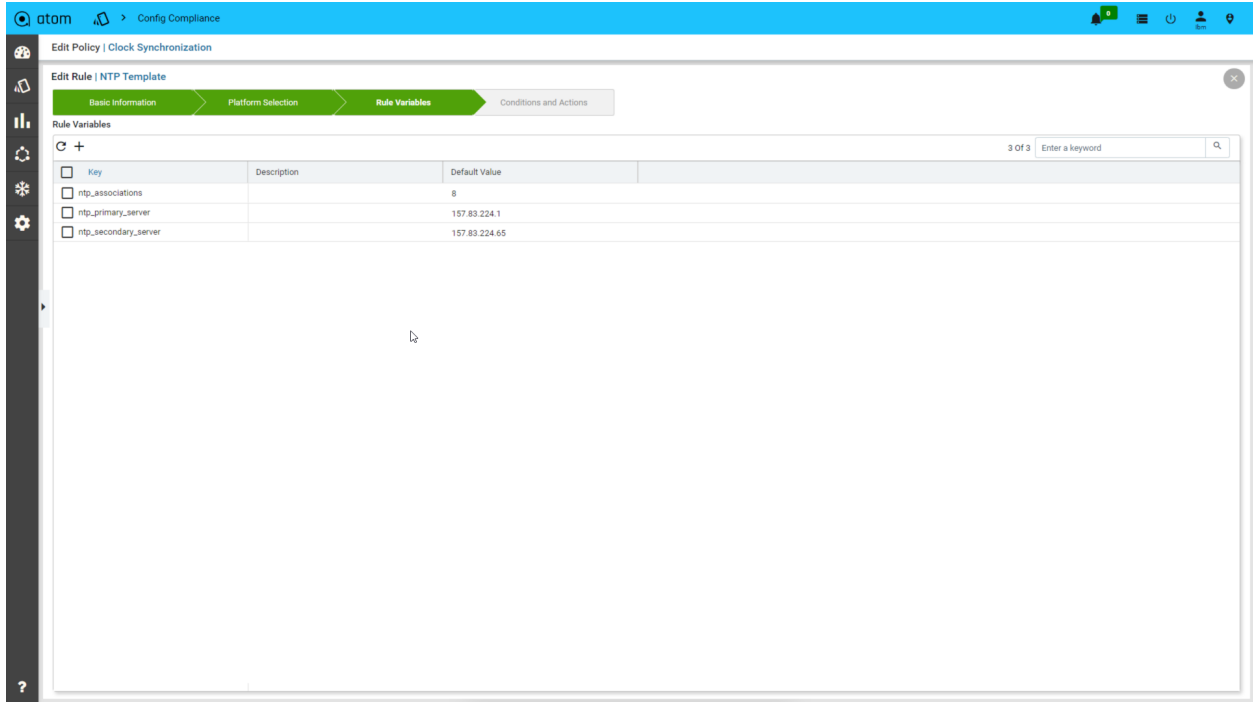 atom > Config Compliance 0
ibm
Edit Policy | Clock Synchronization
Edit Rule | NTP Template
Basic Information Platform Selection Rule Variables Conditions and Actions
Rule Variables
3 Of 3 Enter a keyword
Key Description Default Value
ntp_associations 8
ntp_primary_server 157.83.224.1
ntp_secondary_server 157.83.224.65
?